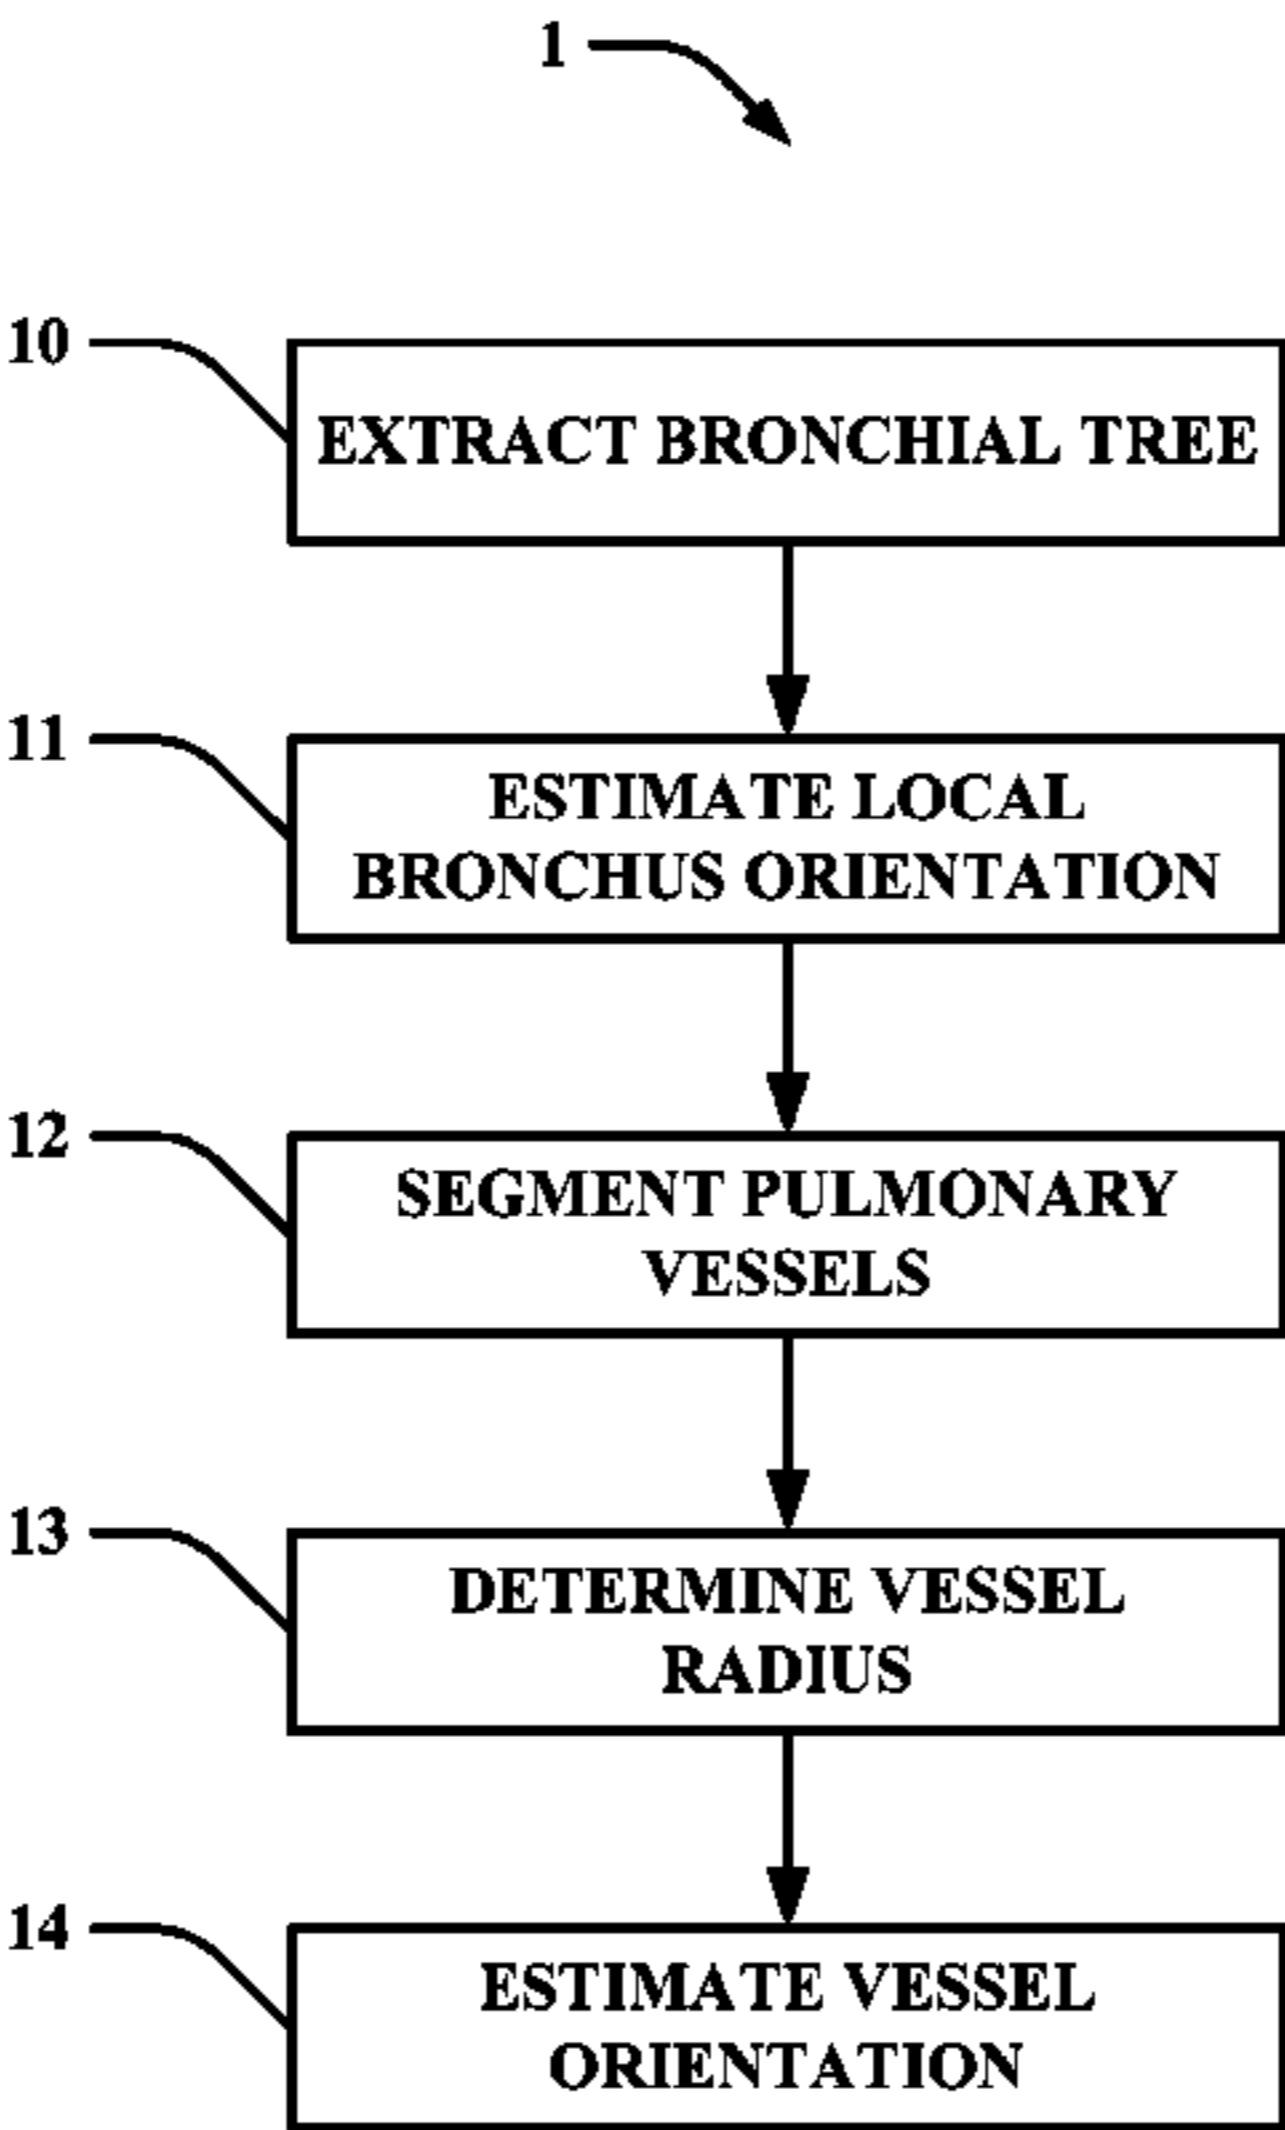 1
10
EXTRACT BRONCHIAL TREE
11
ESTIMATE LOCAL
BRONCHUS ORIENTATION
12
SEGMENT PULMONARY
VESSELS
13
DETERMINE VESSEL
RADIUS
14
ESTIMATE VESSEL
ORIENTATION